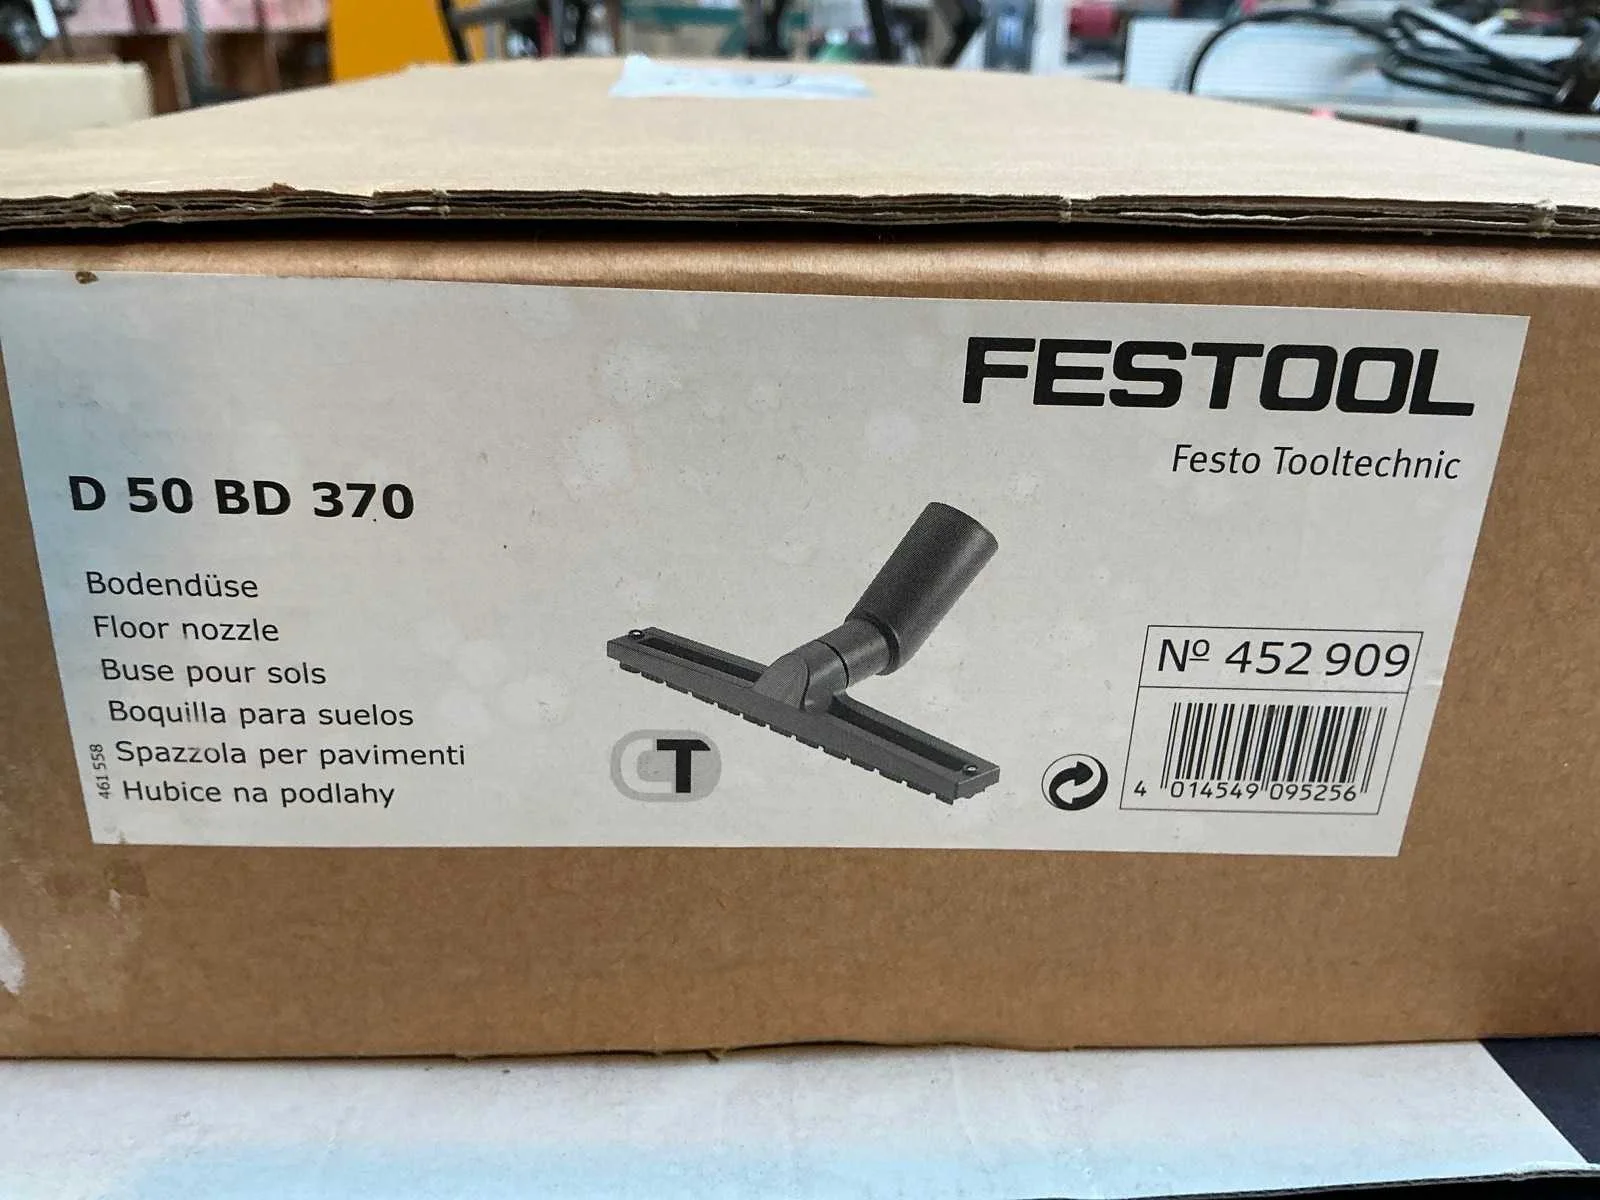 FESTOOL
Festo Tooltechnic
D 50 BD 370
Bodendüse
Floor nozzle
Buse pour sols
Boquilla para suelos
Spazzola per pavimenti
Hubice na podlahy
461 558
CT
Nº 452 909
4 014549 095256